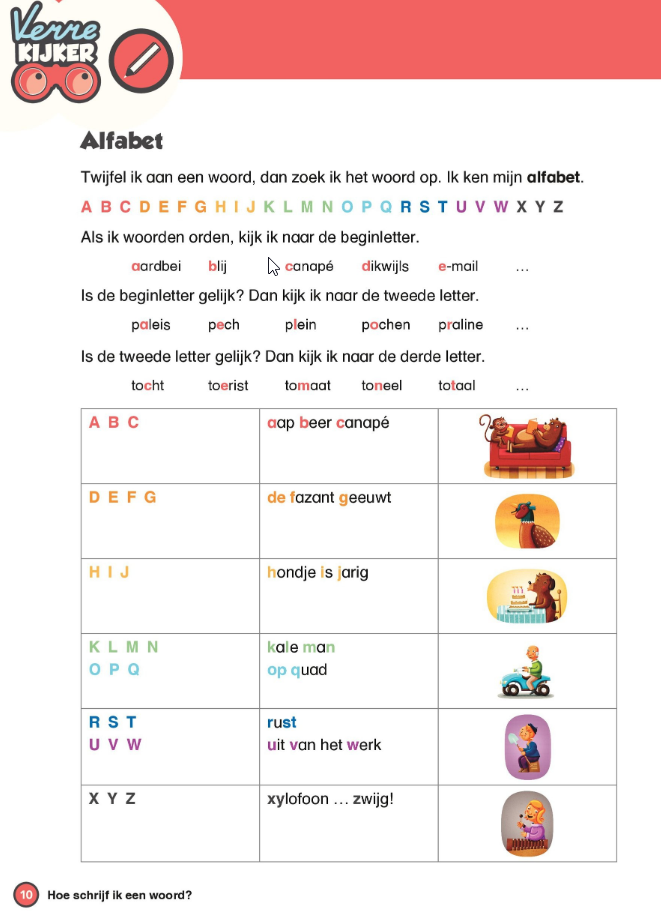 Verre
KIJKER
Alfabet
Twijfel ik aan een woord, dan zoek ik het woord op. Ik ken mijn alfabet.
A B C D E F G H I J K L M N O P Q R S T U V W X Y Z
Als ik woorden orden, kijk ik naar de beginletter.
aardbei blij canapé dikwijls e-mail ...
Is de beginletter gelijk? Dan kijk ik naar de tweede letter.
paleis pech plein pochen praline ...
Is de tweede letter gelijk? Dan kijk ik naar de derde letter.
tocht toerist tomaat toneel totaal ...
A B C aap beer canapé
D E F G de fazant geeuwt
H I J hondje is jarig
K L M N kale man
O P Q op quad
R S T rust
U V W uit van het werk
X Y Z xylofoon ... zwijg!
10 Hoe schrijf ik een woord?